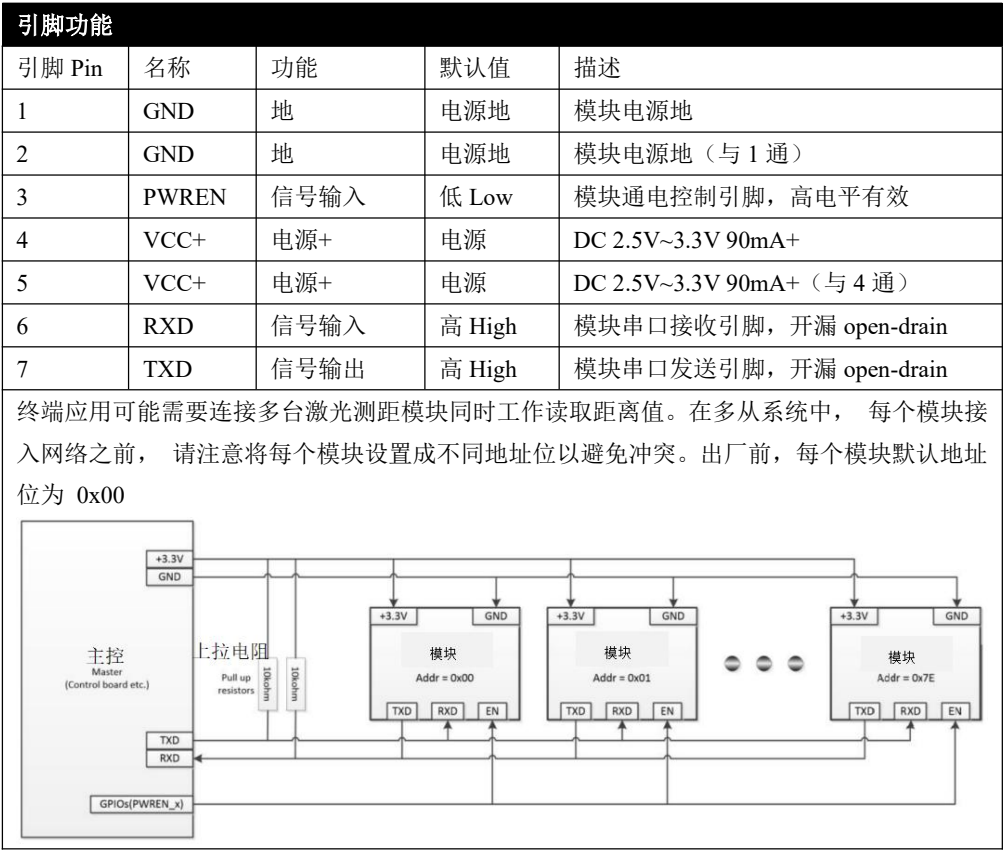 引脚功能
引脚 Pin 名称 功能 默认值 描述
1 GND 地 电源地 模块电源地
2 GND 地 电源地 模块电源地（与 1 通）
3 PWREN 信号输入 低 Low 模块通电控制引脚，高电平有效
4 VCC+ 电源+ 电源 DC 2.5V~3.3V 90mA+
5 VCC+ 电源+ 电源 DC 2.5V~3.3V 90mA+（与 4 通）
6 RXD 信号输入 高 High 模块串口接收引脚，开漏 open-drain
7 TXD 信号输出 高 High 模块串口发送引脚，开漏 open-drain
终端应用可能需要连接多台激光测距模块同时工作读取距离值。在多从系统中， 每个模块接
入网络之前， 请注意将每个模块设置成不同地址位以避免冲突。出厂前，每个模块默认地址
位为 0x00
+3.3V
GND
主控
Master
(Control board etc.)
TXD
RXD
GPIOs(PWREN_x)
上拉电阻
Pull up
resistors
10kohm
10kohm
+3.3V GND
模块
Addr = 0x00
TXD RXD EN
+3.3V GND
模块
Addr = 0x01
TXD RXD EN
+3.3V GND
模块
Addr = 0x7E
TXD RXD EN